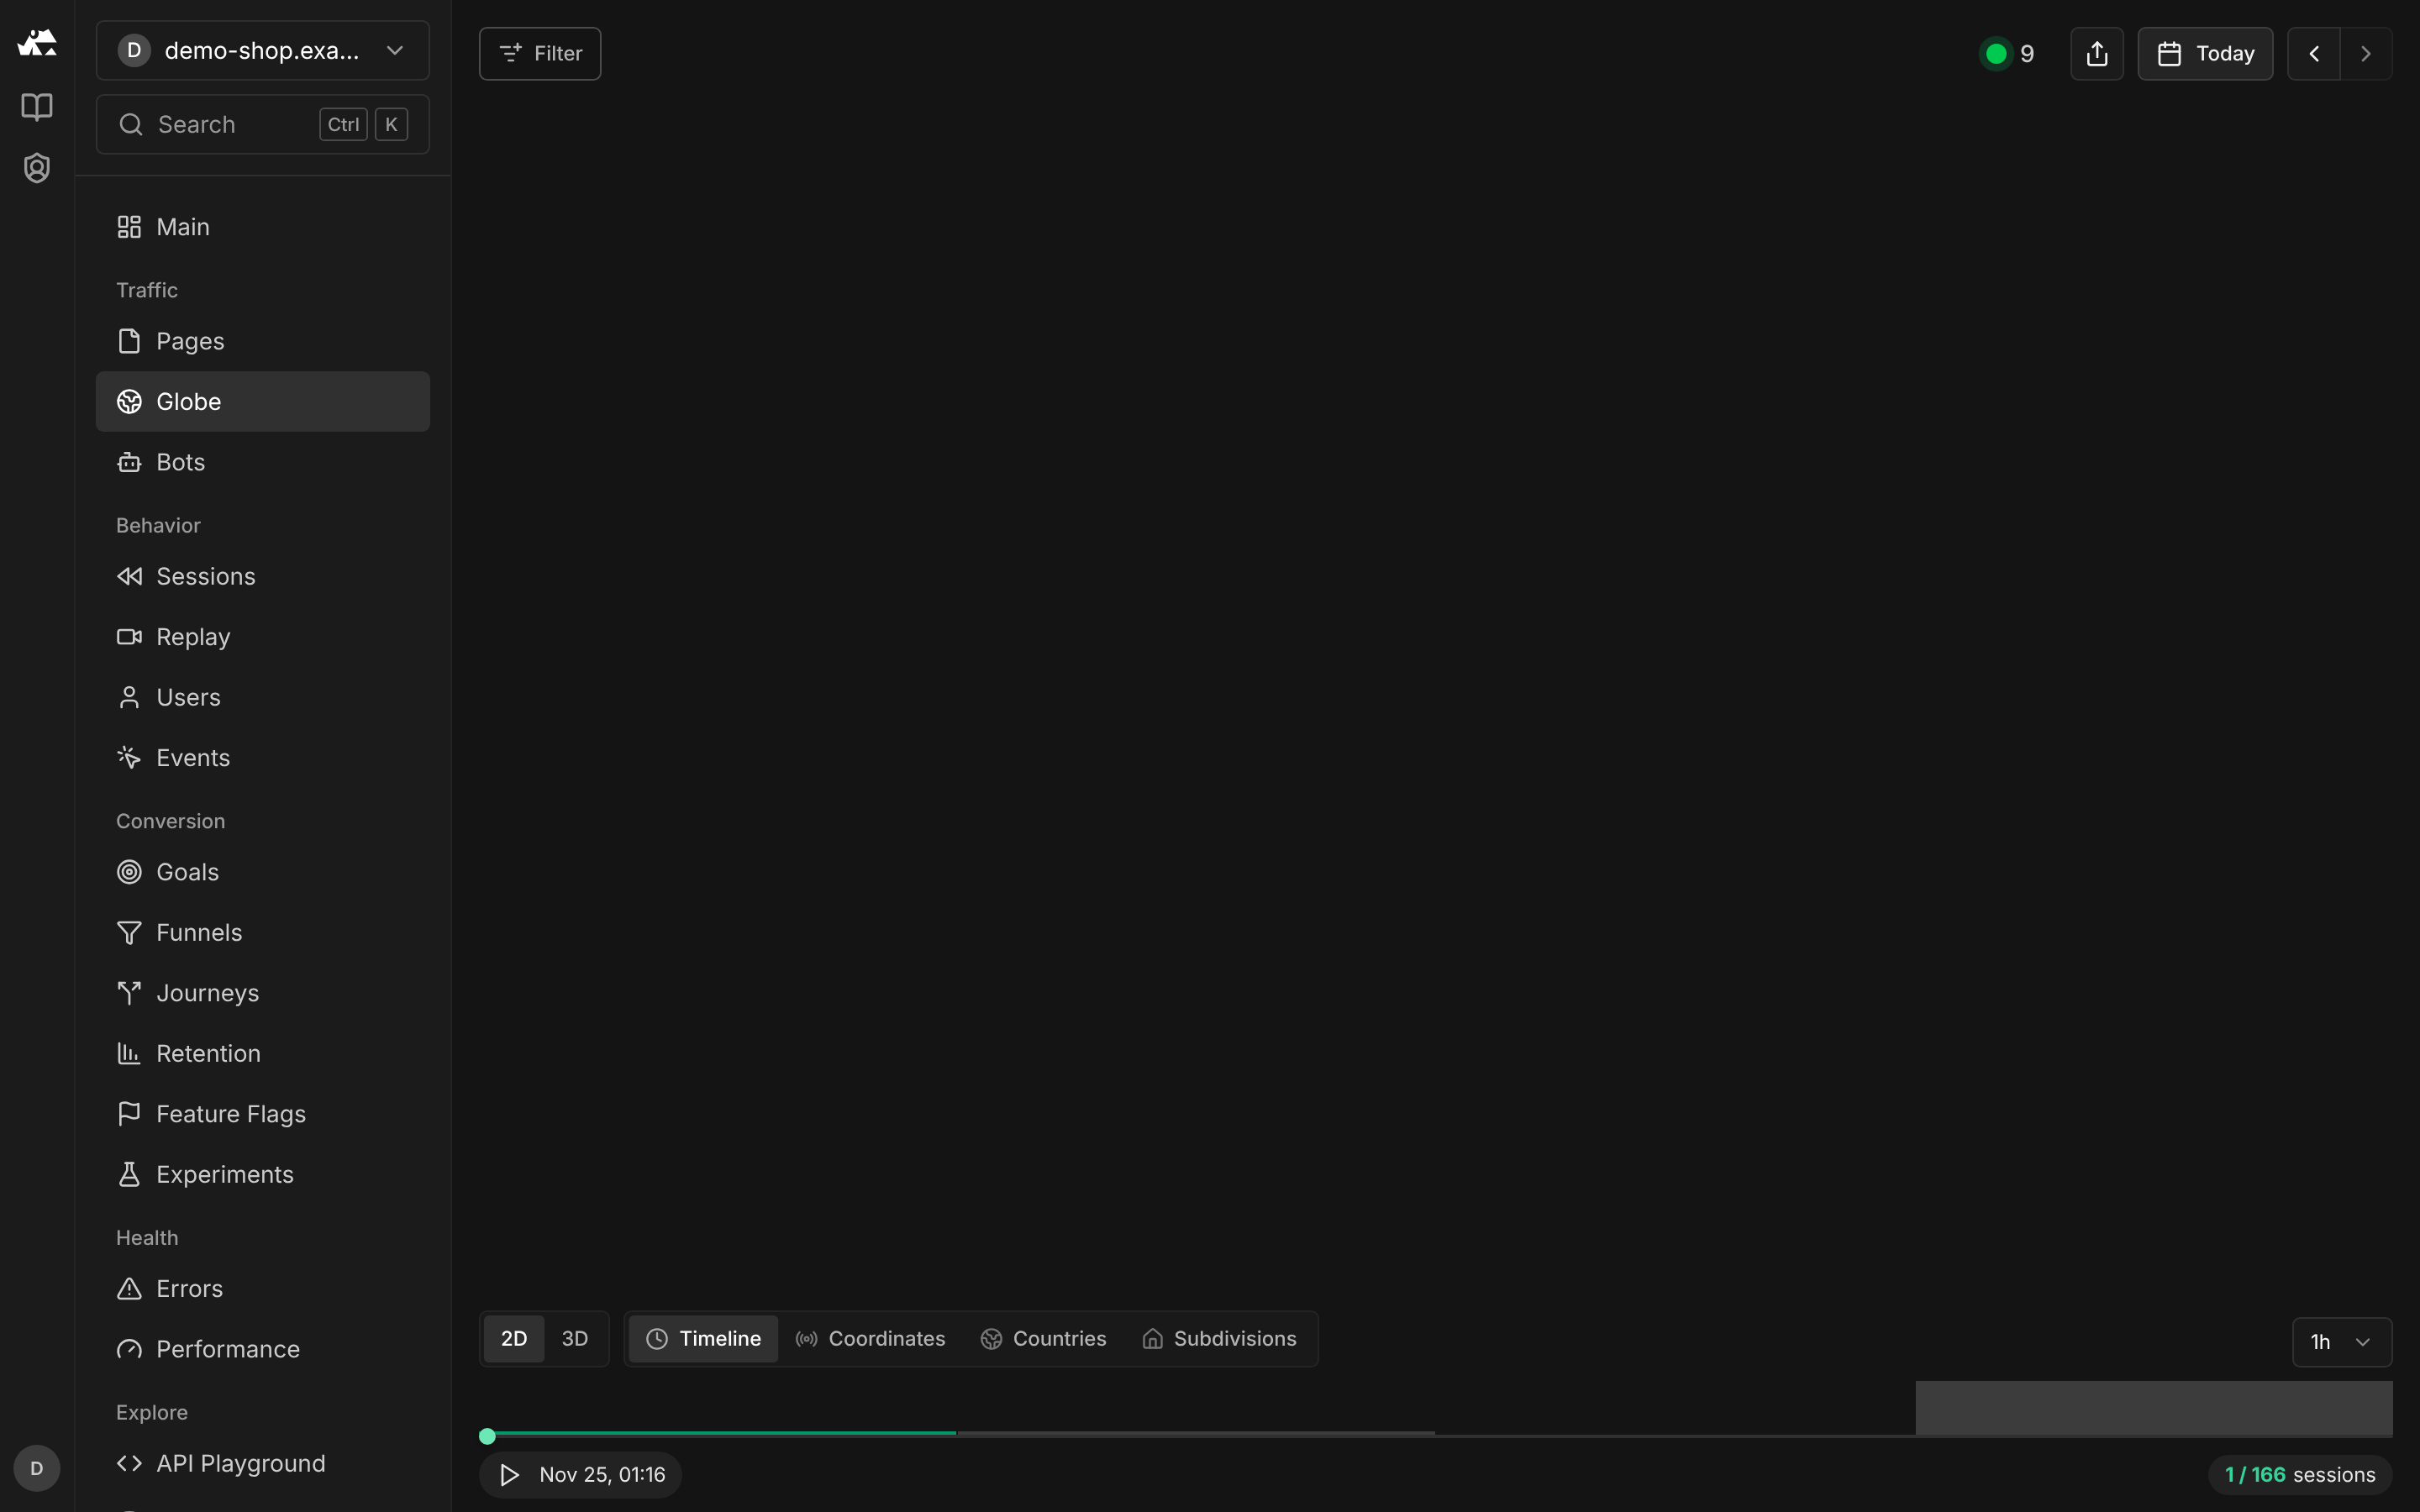 D demo-shop.exa...
Search Ctrl K
Main
Traffic
Pages
Globe
Bots
Behavior
Sessions
Replay
Users
Events
Conversion
Goals
Funnels
Journeys
Retention
Feature Flags
Experiments
Health
Errors
Performance
Explore
API Playground
D
Filter
9
Today
2D 3D Timeline Coordinates Countries Subdivisions
1h
Nov 25, 01:16
1 / 166 sessions